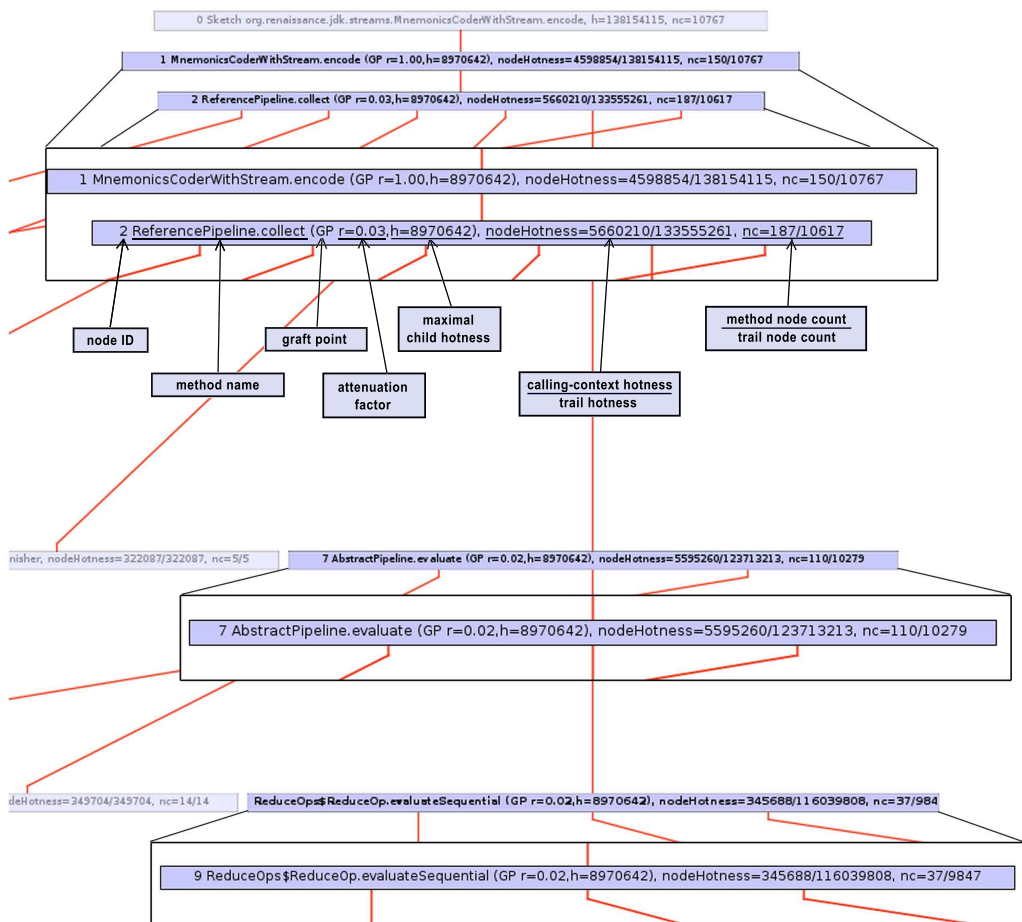 0 Sketch org.renaissance.jdk.streams.MnemonicsCoderWithStream.encode, h=138154115, nc=10767
1 MnemonicsCoderWithStream.encode (GP r=1.00,h=8970642), nodeHotness=4598854/138154115, nc=150/10767
2 ReferencePipeline.collect (GP r=0.03,h=8970642), nodeHotness=5660210/133555261, nc=187/10617
1 MnemonicsCoderWithStream.encode (GP r=1.00,h=8970642), nodeHotness=4598854/138154115, nc=150/10767
2 ReferencePipeline.collect (GP r=0.03,h=8970642), nodeHotness=5660210/133555261, nc=187/10617
node ID
method name
graft point
attenuation
factor
maximal
child hotness
calling-context hotness
trail hotness
method node count
trail node count
nisher, nodeHotness=322087/322087, nc=5/5
7 AbstractPipeline.evaluate (GP r=0.02,h=8970642), nodeHotness=5595260/123713213, nc=110/10279
7 AbstractPipeline.evaluate (GP r=0.02,h=8970642), nodeHotness=5595260/123713213, nc=110/10279
deHotness=349704/349704, nc=14/14
ReduceOps$ReduceOp.evaluateSequential (GP r=0.02,h=8970642), nodeHotness=345688/116039808, nc=37/984
9 ReduceOps$ReduceOp.evaluateSequential (GP r=0.02,h=8970642), nodeHotness=345688/116039808, nc=37/9847